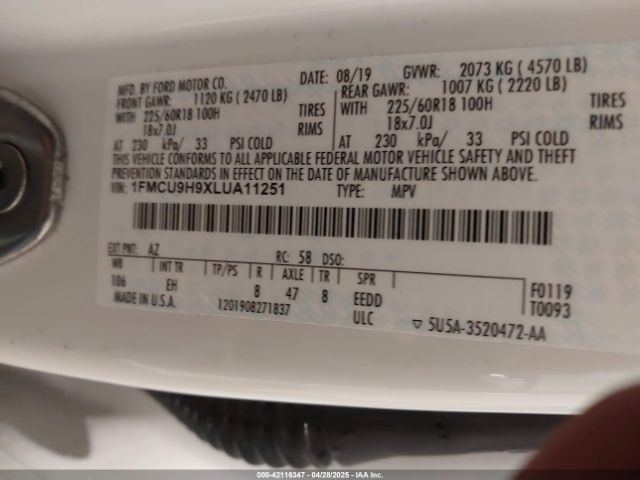 MFD. BY FORD MOTOR CO.
DATE: 08/19 GVWR: 2073 KG ( 4570 LB)
FRONT GAWR: 1120 KG ( 2470 LB) REAR GAWR: 1007 KG ( 2220 LB)
WITH 225/60R18 100H TIRES WITH 225/60R18 100H TIRES
18x7.0J RIMS 18x7.0J RIMS
AT 230 kPa/ 33 PSI COLD AT 230 kPa/ 33 PSI COLD
THIS VEHICLE CONFORMS TO ALL APPLICABLE FEDERAL MOTOR VEHICLE SAFETY AND THEFT
PREVENTION STANDARDS IN EFFECT ON THE DATE OF MANUFACTURE SHOWN ABOVE.
VIN: 1FMCU9H9XLUA11251 TYPE: MPV
EXT PNT: AZ RC: 58 DSO:
WB INT TR TP/PS R AXLE TR SPR F0119
106 EH 8 47 8 EEDD T0093
MADE IN U.S.A. 1201908271837 ULC ▽ 5U5A-3520472-AA
000-42116347 - 04/28/2025 - IAA Inc.